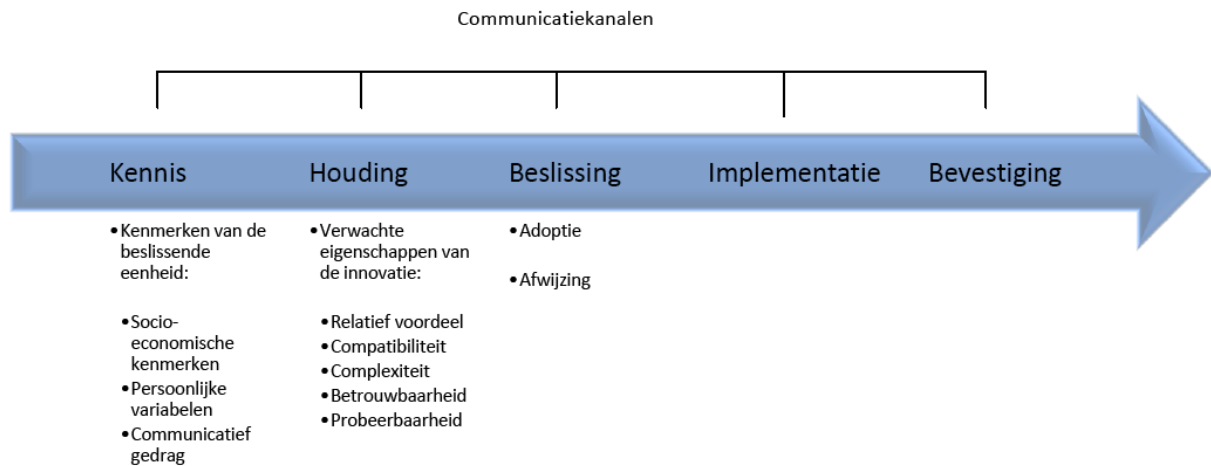 Communicatiekanalen
Kennis
Houding
Beslissing
Implementatie
Bevestiging
•Kenmerken van de
beslissende
eenheid:
•Socio-
economische
kenmerken
•Persoonlijke
variabelen
•Communicatief
gedrag
•Verwachte
eigenschappen van
de innovatie:
•Relatief voordeel
•Compatibiliteit
•Complexiteit
•Betrouwbaarheid
•Probeerbaarheid
•Adoptie
•Afwijzing